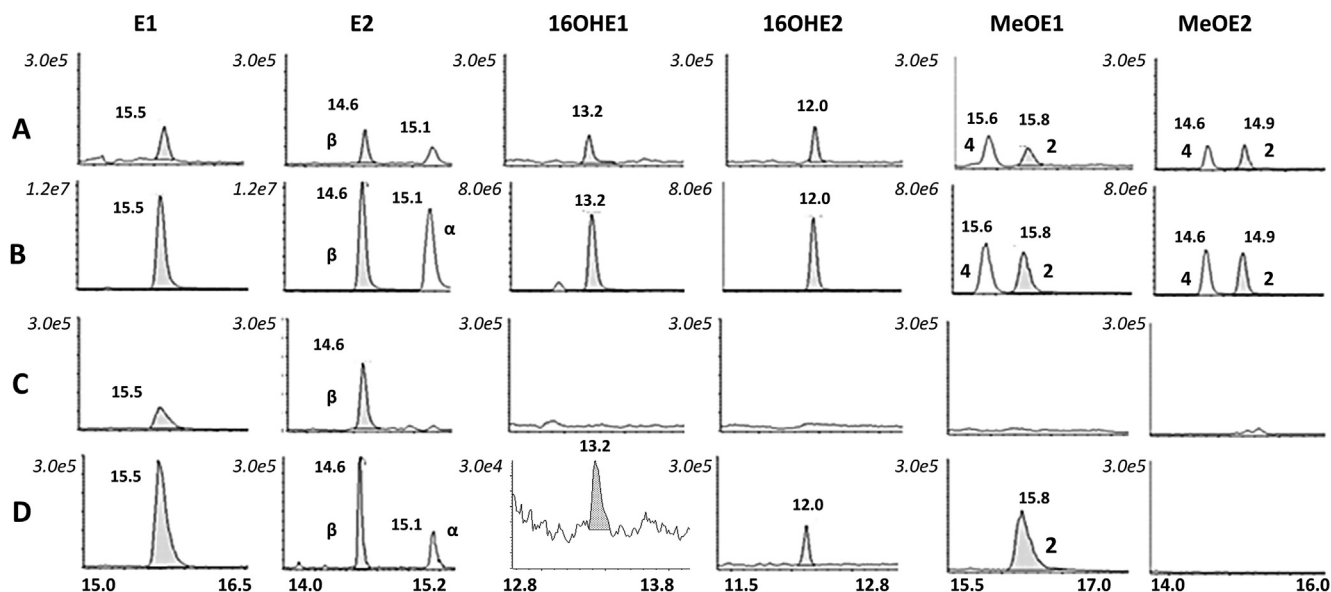 E1 E2 16OHE1 16OHE2 MeOE1 MeOE2
3.0e5 3.0e5 3.0e5 3.0e5 3.0e5 3.0e5
A 15.5 14.6 β 15.1 13.2 12.0 15.6 4 15.8 2 14.6 4 14.9 2
1.2e7 1.2e7 8.0e6 8.0e6 8.0e6 8.0e6
B 15.5 14.6 β 15.1 α 13.2 12.0 15.6 4 15.8 2 14.6 4 14.9 2
3.0e5 3.0e5 3.0e5 3.0e5 3.0e5 3.0e5
C 15.5 14.6 β
3.0e5 3.0e5 3.0e4 3.0e5 3.0e5 3.0e5
D 15.5 14.6 β 15.1 α 13.2 12.0 15.8 2
15.0 16.5 14.0 15.2 12.8 13.8 11.5 12.8 15.5 17.0 14.0 16.0